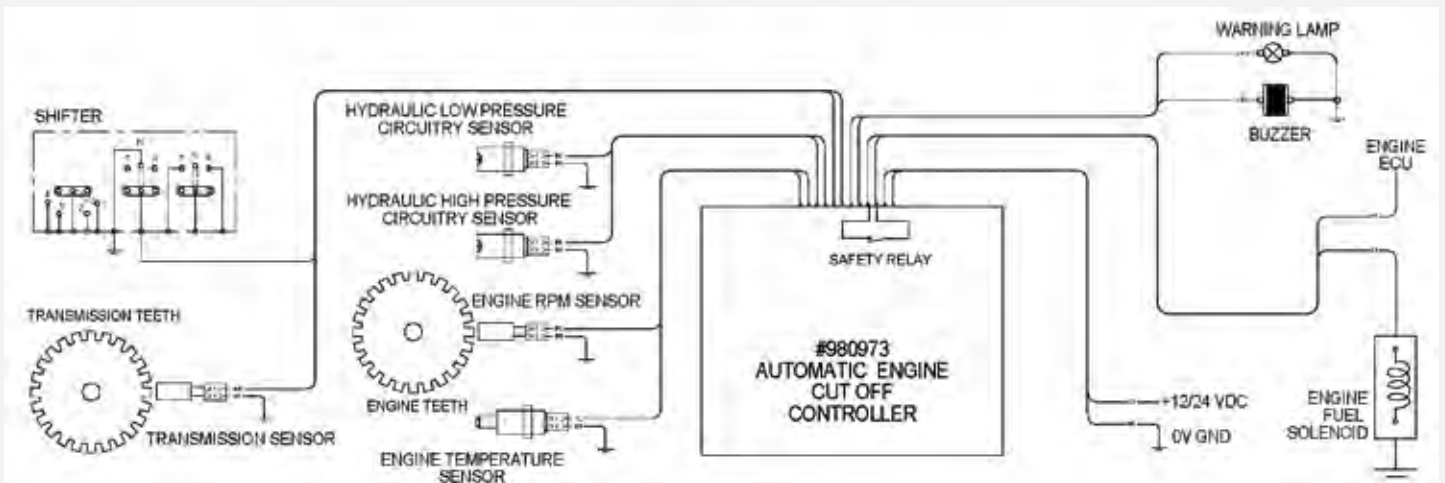 WARNING LAMP
BUZZER
ENGINE
ECU
SHIFTER
HYDRAULIC LOW PRESSURE
CIRCUITRY SENSOR
HYDRAULIC HIGH PRESSURE
CIRCUITRY SENSOR
SAFETY RELAY
TRANSMISSION TEETH
ENGINE RPM SENSOR
#980973
AUTOMATIC ENGINE
CUT OFF
CONTROLLER
ENGINE TEETH
TRANSMISSION SENSOR
ENGINE TEMPERATURE
SENSOR
+12/24 VDC
0V GND
ENGINE
FUEL
SOLENOID